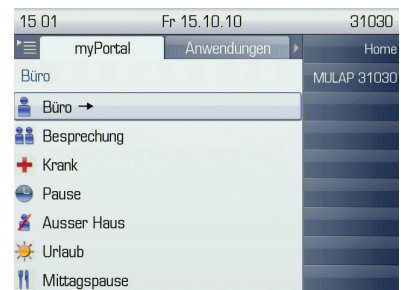 15 01 Fr 15.10.10 31030
myPortal Anwendungen Home
Büro MULAP 31030
Büro →
Besprechung
Krank
Pause
Ausser Haus
Urlaub
Mittagspause